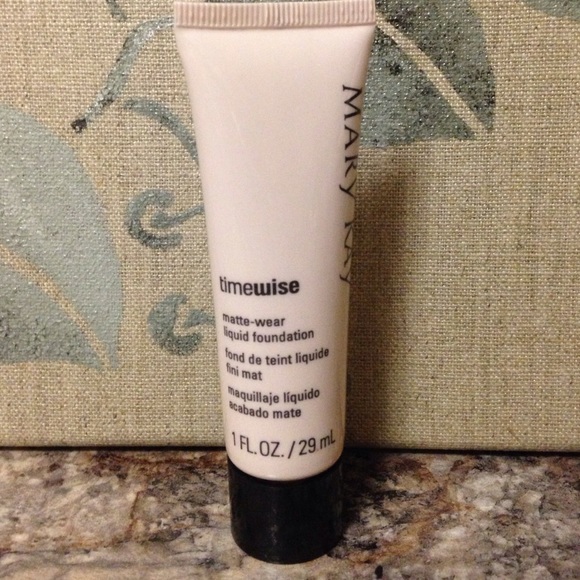 MARY KAY
timewise
matte-wear
liquid foundation
fond de teint liquide
fini mat
maquillaje líquido
acabado mate
1 FL.OZ./29 mL